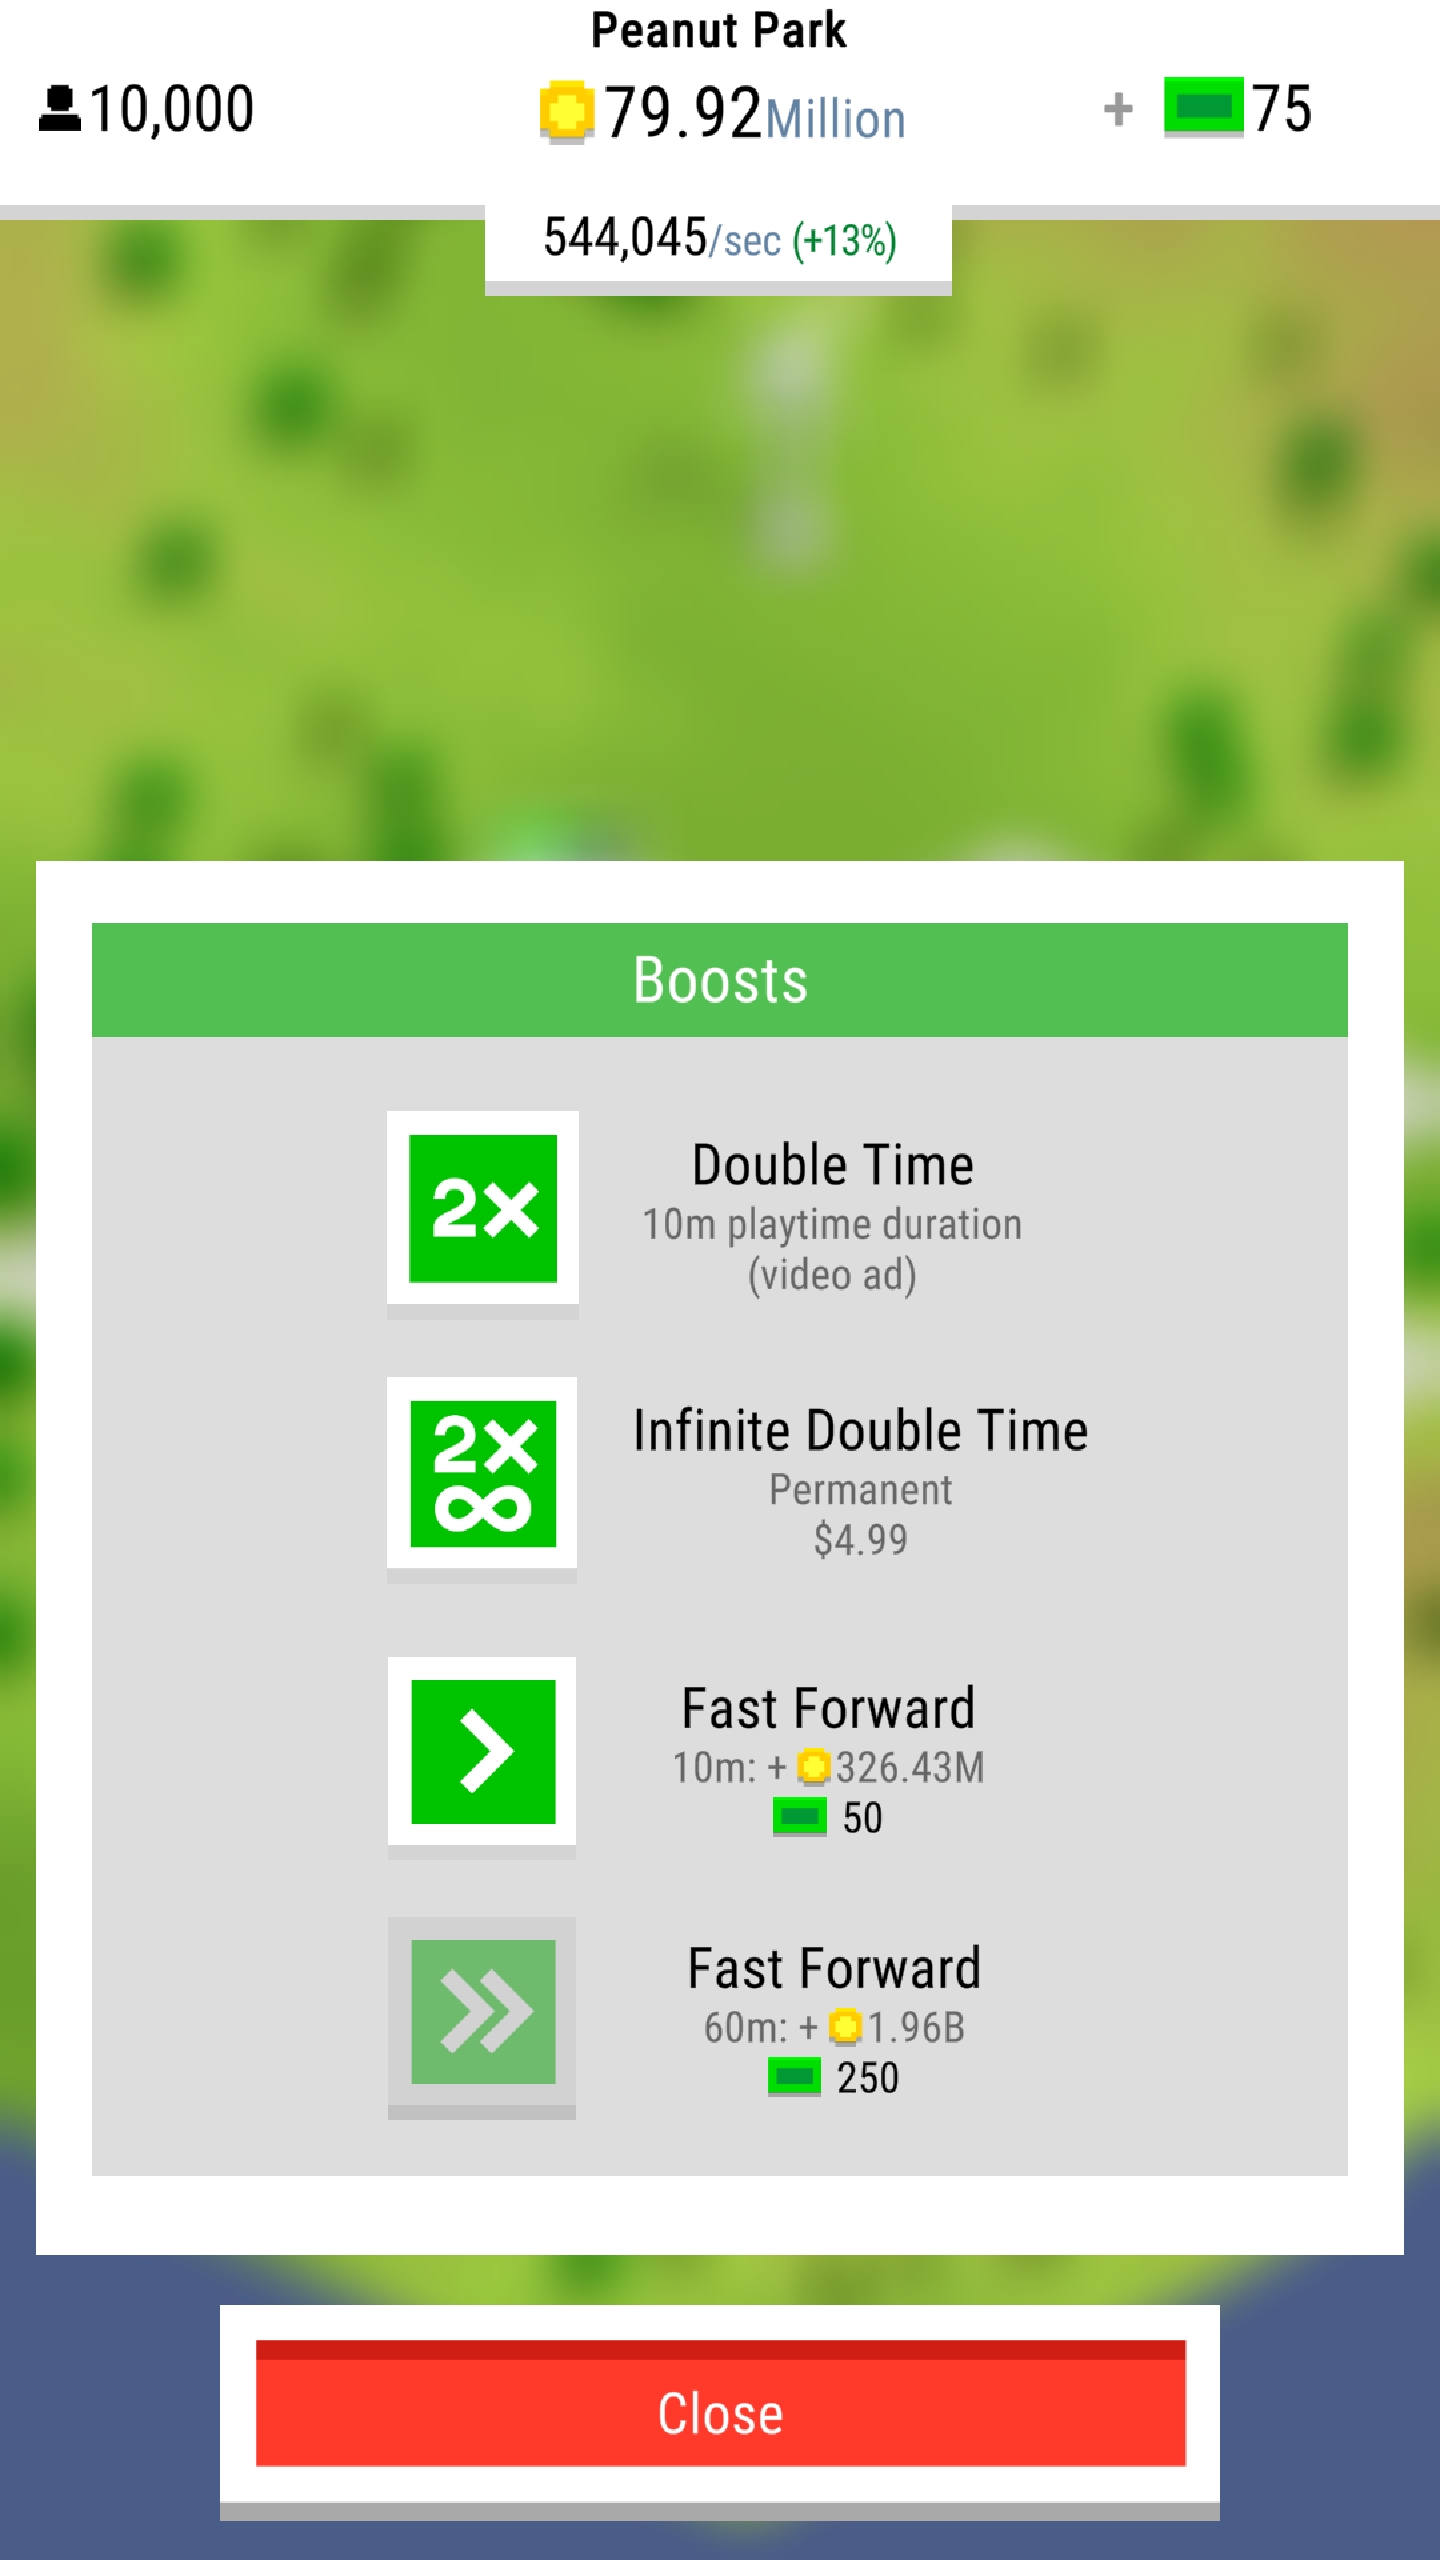 Peanut Park
10,000
79.92Million
+ 75
544,045/sec (+13%)
Boosts
2×
Double Time
10m playtime duration
(video ad)
2×
∞
Infinite Double Time
Permanent
$4.99
Fast Forward
10m: + 326.43M
50
Fast Forward
60m: + 1.96B
250
Close